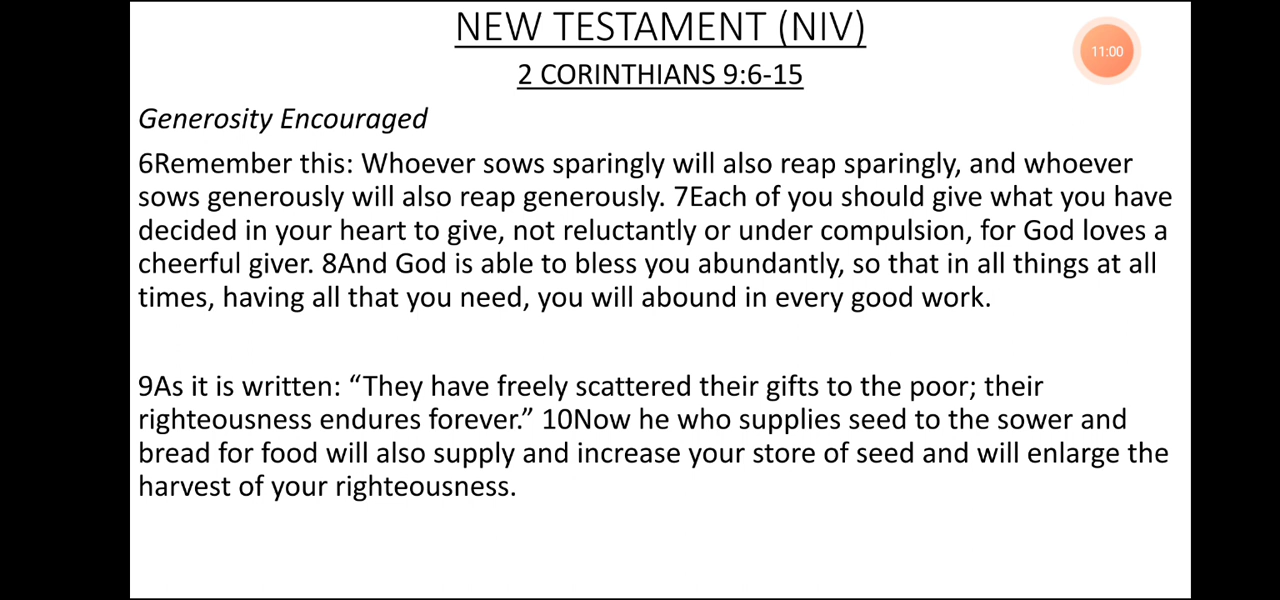 NEW TESTAMENT (NIV)
11:00
2 CORINTHIANS 9:6-15
Generosity Encouraged
6Remember this: Whoever sows sparingly will also reap sparingly, and whoever
sows generously will also reap generously. 7Each of you should give what you have
decided in your heart to give, not reluctantly or under compulsion, for God loves a
cheerful giver. 8And God is able to bless you abundantly, so that in all things at all
times, having all that you need, you will abound in every good work.
9As it is written: “They have freely scattered their gifts to the poor; their
righteousness endures forever.” 10Now he who supplies seed to the sower and
bread for food will also supply and increase your store of seed and will enlarge the
harvest of your righteousness.